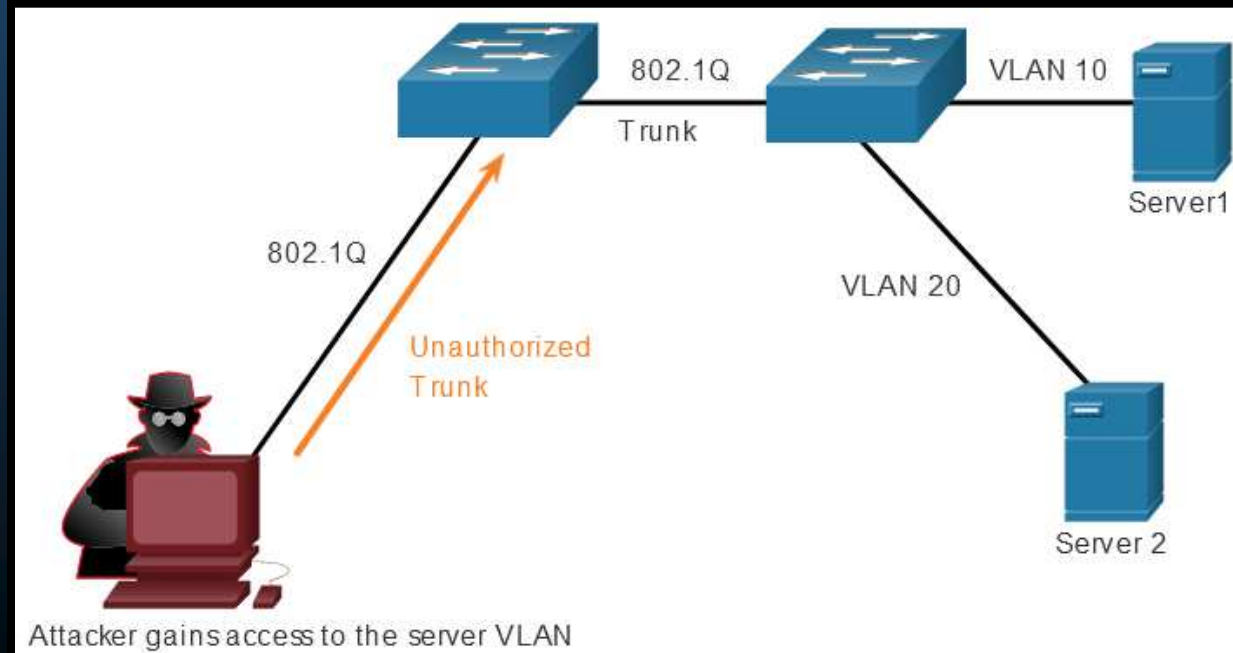 802.1Q
Trunk
VLAN 10
Server1
802.1Q
VLAN 20
Unauthorized
Trunk
Server 2
Attacker gains access to the server VLAN